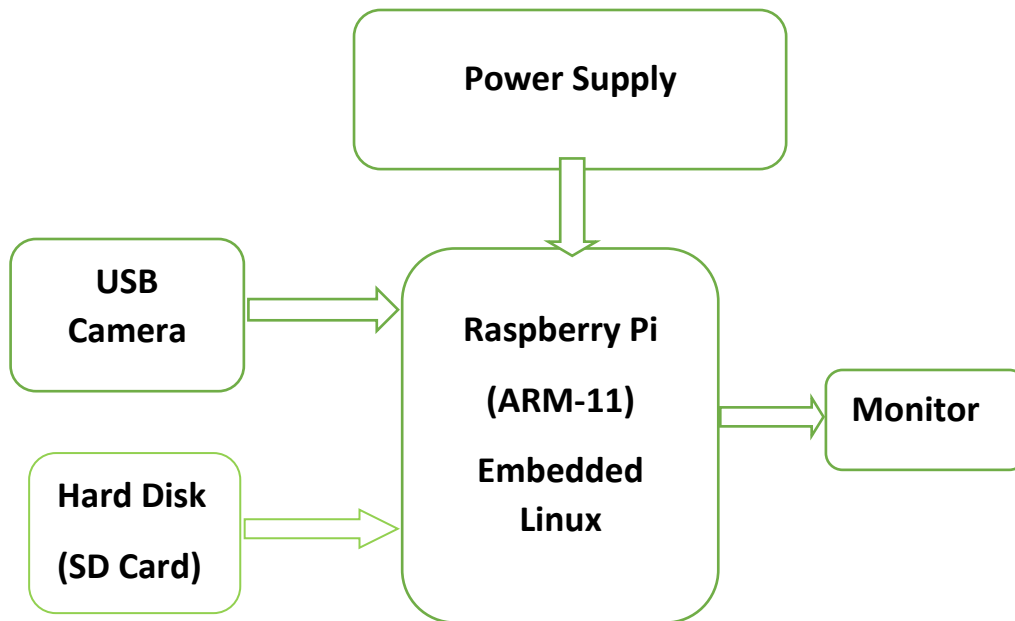 Power Supply
USB
Camera
Raspberry Pi
(ARM-11)
Embedded
Linux
Monitor
Hard Disk
(SD Card)